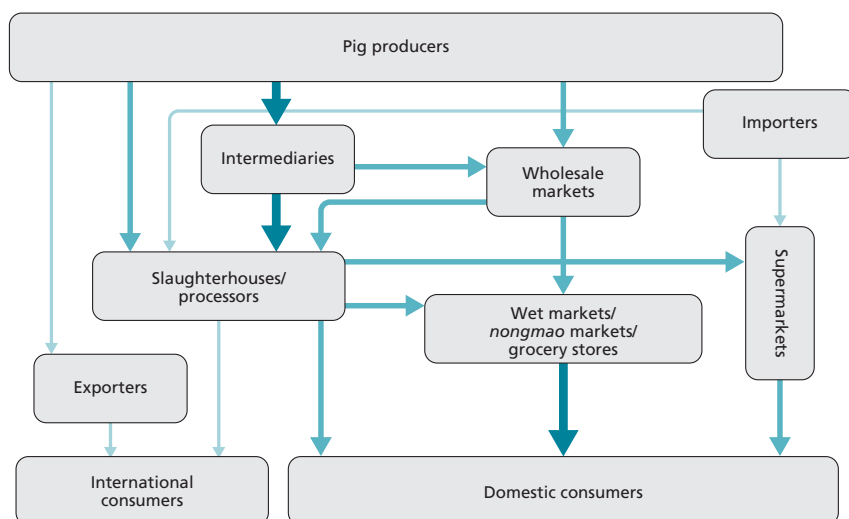 Pig producers
Importers
Intermediaries
Wholesale
markets
Slaughterhouses/
processors
Supermarkets
Wet markets/
nongmao markets/
grocery stores
Exporters
International
consumers
Domestic consumers